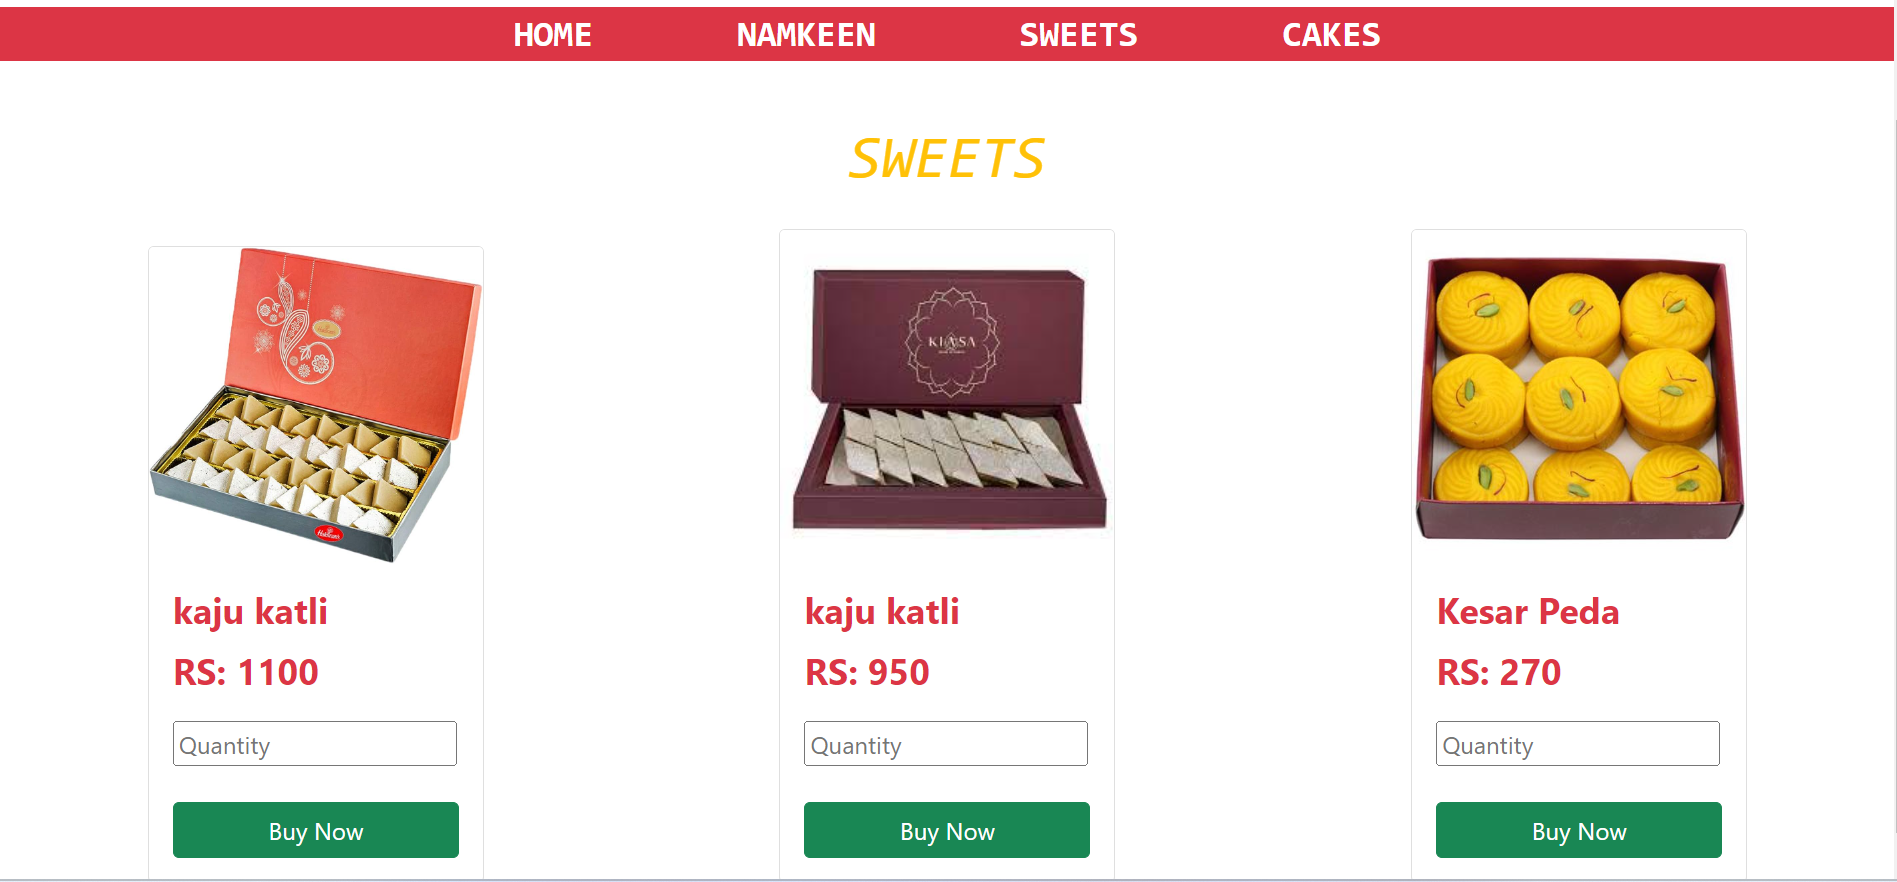 HOME NAMKEEN SWEETS CAKES
SWEETS
KIASA
kaju katli
RS: 1100
Quantity
Buy Now
kaju katli
RS: 950
Quantity
Buy Now
Kesar Peda
RS: 270
Quantity
Buy Now